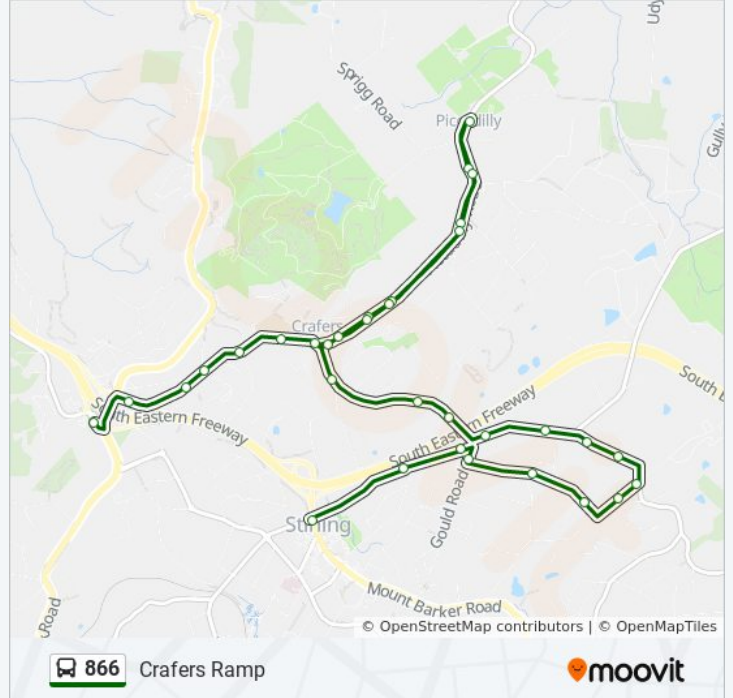 Sprigg Road
Piccadilly
Gully
Crafers
South Eastern Freeway
South Eastern Freeway
South E
Gould Road
Stirling
Mount Barker Road
Road
© OpenStreetMap contributors | © OpenMapTiles
866 Crafers Ramp
moovit